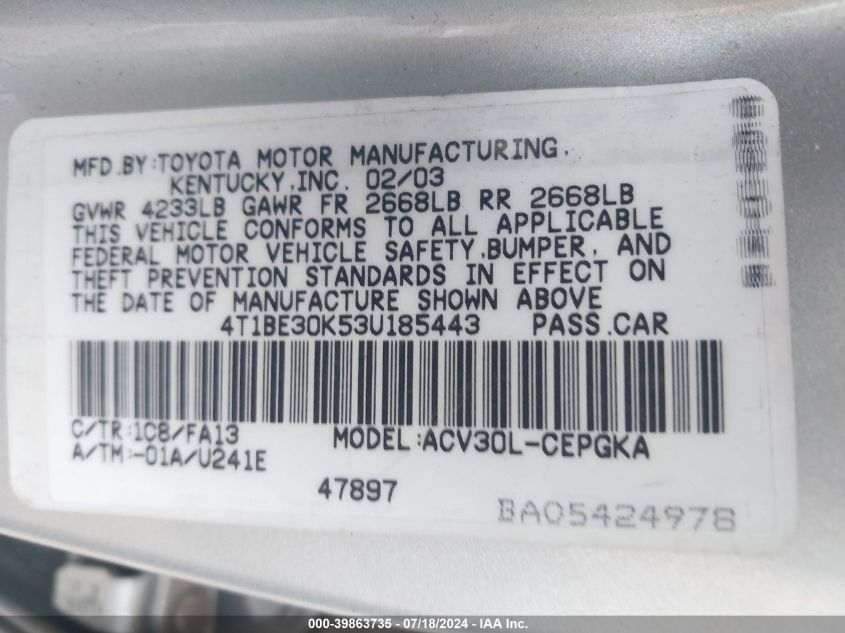 MFD.BY:TOYOTA MOTOR MANUFACTURING,
KENTUCKY,INC. 02/03
GVWR 4233LB GAWR FR 2668LB RR 2668LB
THIS VEHICLE CONFORMS TO ALL APPLICABLE
FEDERAL MOTOR VEHICLE SAFETY,BUMPER, AND
THEFT PREVENTION STANDARDS IN EFFECT ON
THE DATE OF MANUFACTURE SHOWN ABOVE
4T1BE30K53U185443 PASS.CAR
C/TR:1C8/FA13 MODEL:ACV30L-CEPGKA
A/TM:-01A/U241E
47897
BA05424978
000-39863735 - 07/18/2024 - IAA Inc.